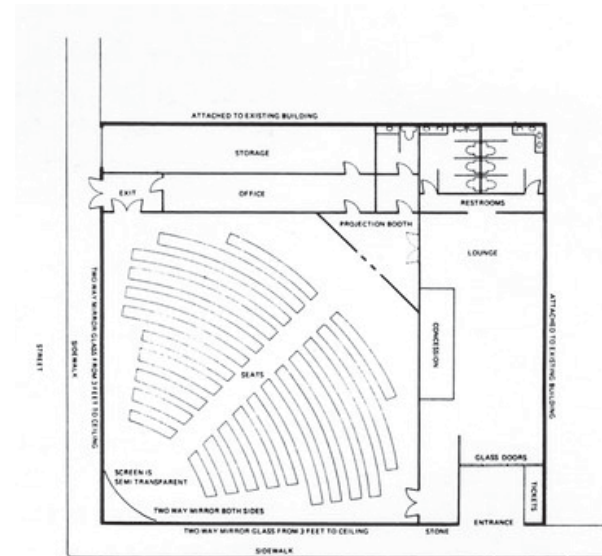 ATTACHED TO EXISTING BUILDING
STORAGE
EXIT
OFFICE
RESTROOMS
PROJECTION BOOTH
LOUNGE
TWO WAY MIRROR GLASS FROM 3 FEET TO CEILING
SIDEWALK
STREET
CONCESSION
ATTACHED TO EXISTING BUILDING
SEATS
GLASS DOORS
SCREEN IS
SEMI TRANSPARENT
TICKETS
TWO WAY MIRROR BOTH SIDES
ENTRANCE
TWO WAY MIRROR GLASS FROM 3 FEET TO CEILING
STONE
SIDEWALK